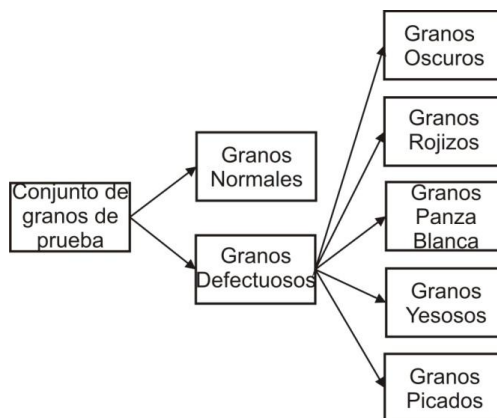 Conjunto de
granos de
prueba
Granos
Normales
Granos
Defectuosos
Granos
Oscuros
Granos
Rojizos
Granos
Panza
Blanca
Granos
Yesosos
Granos
Picados